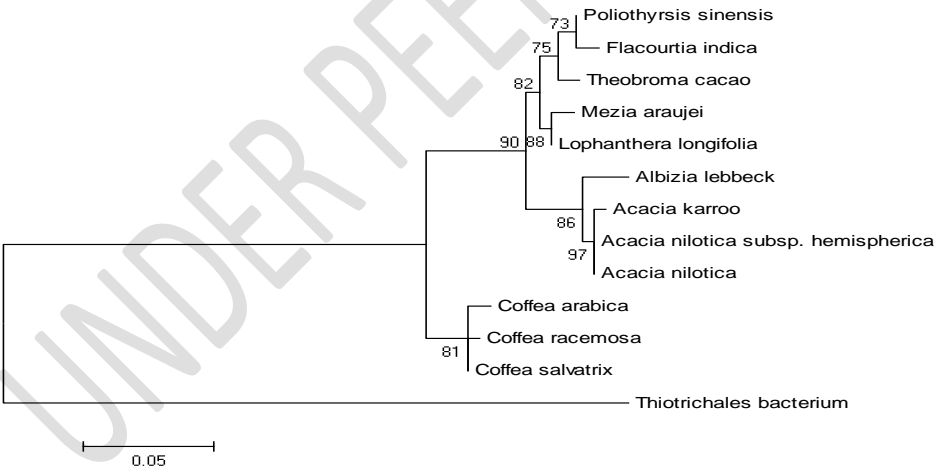 UNDER PEE
Poliothyrsis sinensis
73
Flacourtia indica
75
Theobroma cacao
82
Mezia araujei
90 88
Lophanthera longifolia
Albizia lebbeck
Acacia karroo
86
Acacia nilotica subsp. hemispherica
97
Acacia nilotica
Coffea arabica
Coffea racemosa
81
Coffea salvatrix
Thiotrichales bacterium
0.05